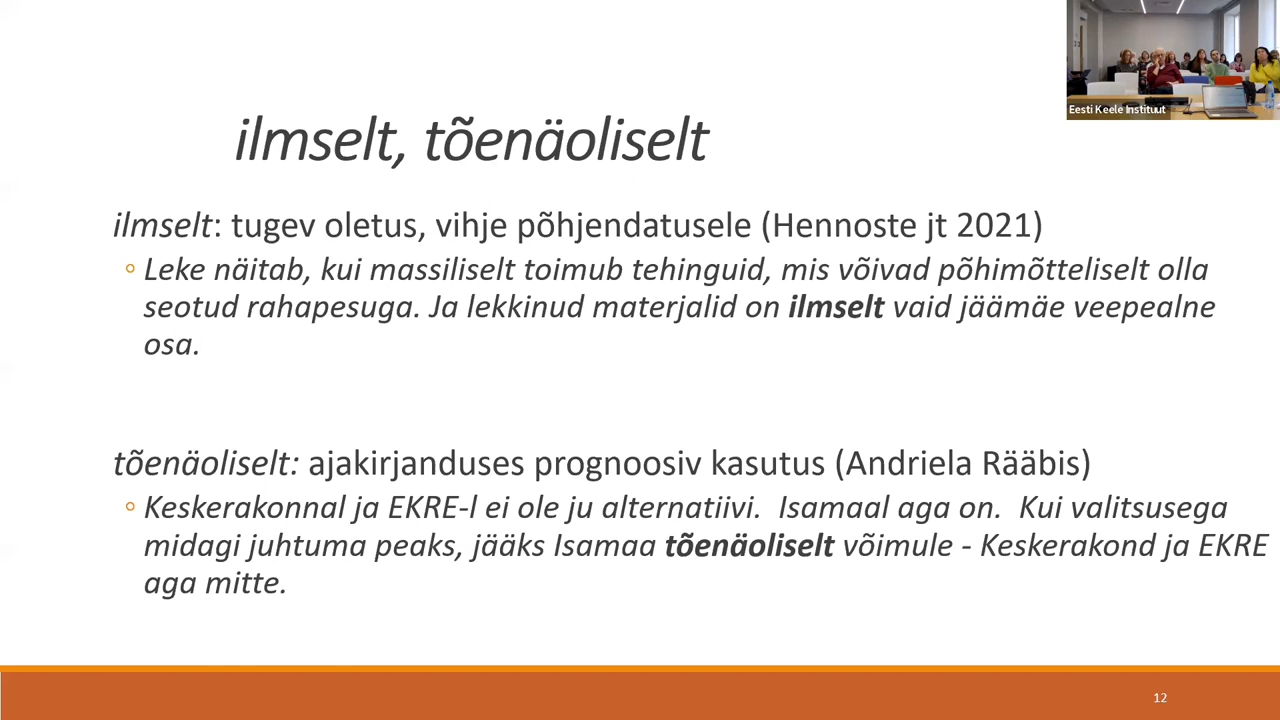 Eesti Keele Instituut
ilmselt, tõenäoliselt
ilmselt: tugev oletus, vihje põhjendatusele (Hennoste jt 2021)
◦ Leke näitab, kui massiliselt toimub tehinguid, mis võivad põhimõtteliselt olla
seotud rahapesuga. Ja lekkinud materjalid on ilmselt vaid jäämäe veepealne
osa.
tõenäoliselt: ajakirjanduses prognoosiv kasutus (Andriela Rääbis)
◦ Keskerakonnal ja EKRE-l ei ole ju alternatiivi.  Isamaal aga on.  Kui valitsusega
midagi juhtuma peaks, jääks Isamaa tõenäoliselt võimule - Keskerakond ja EKRE
aga mitte.
12